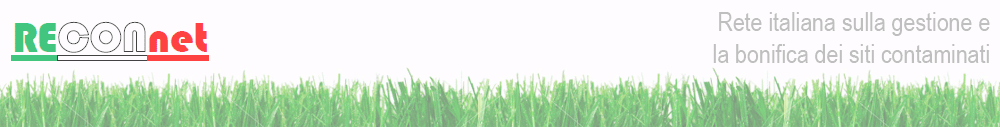 RECONnet
Rete italiana sulla gestione e
la bonifica dei siti contaminati